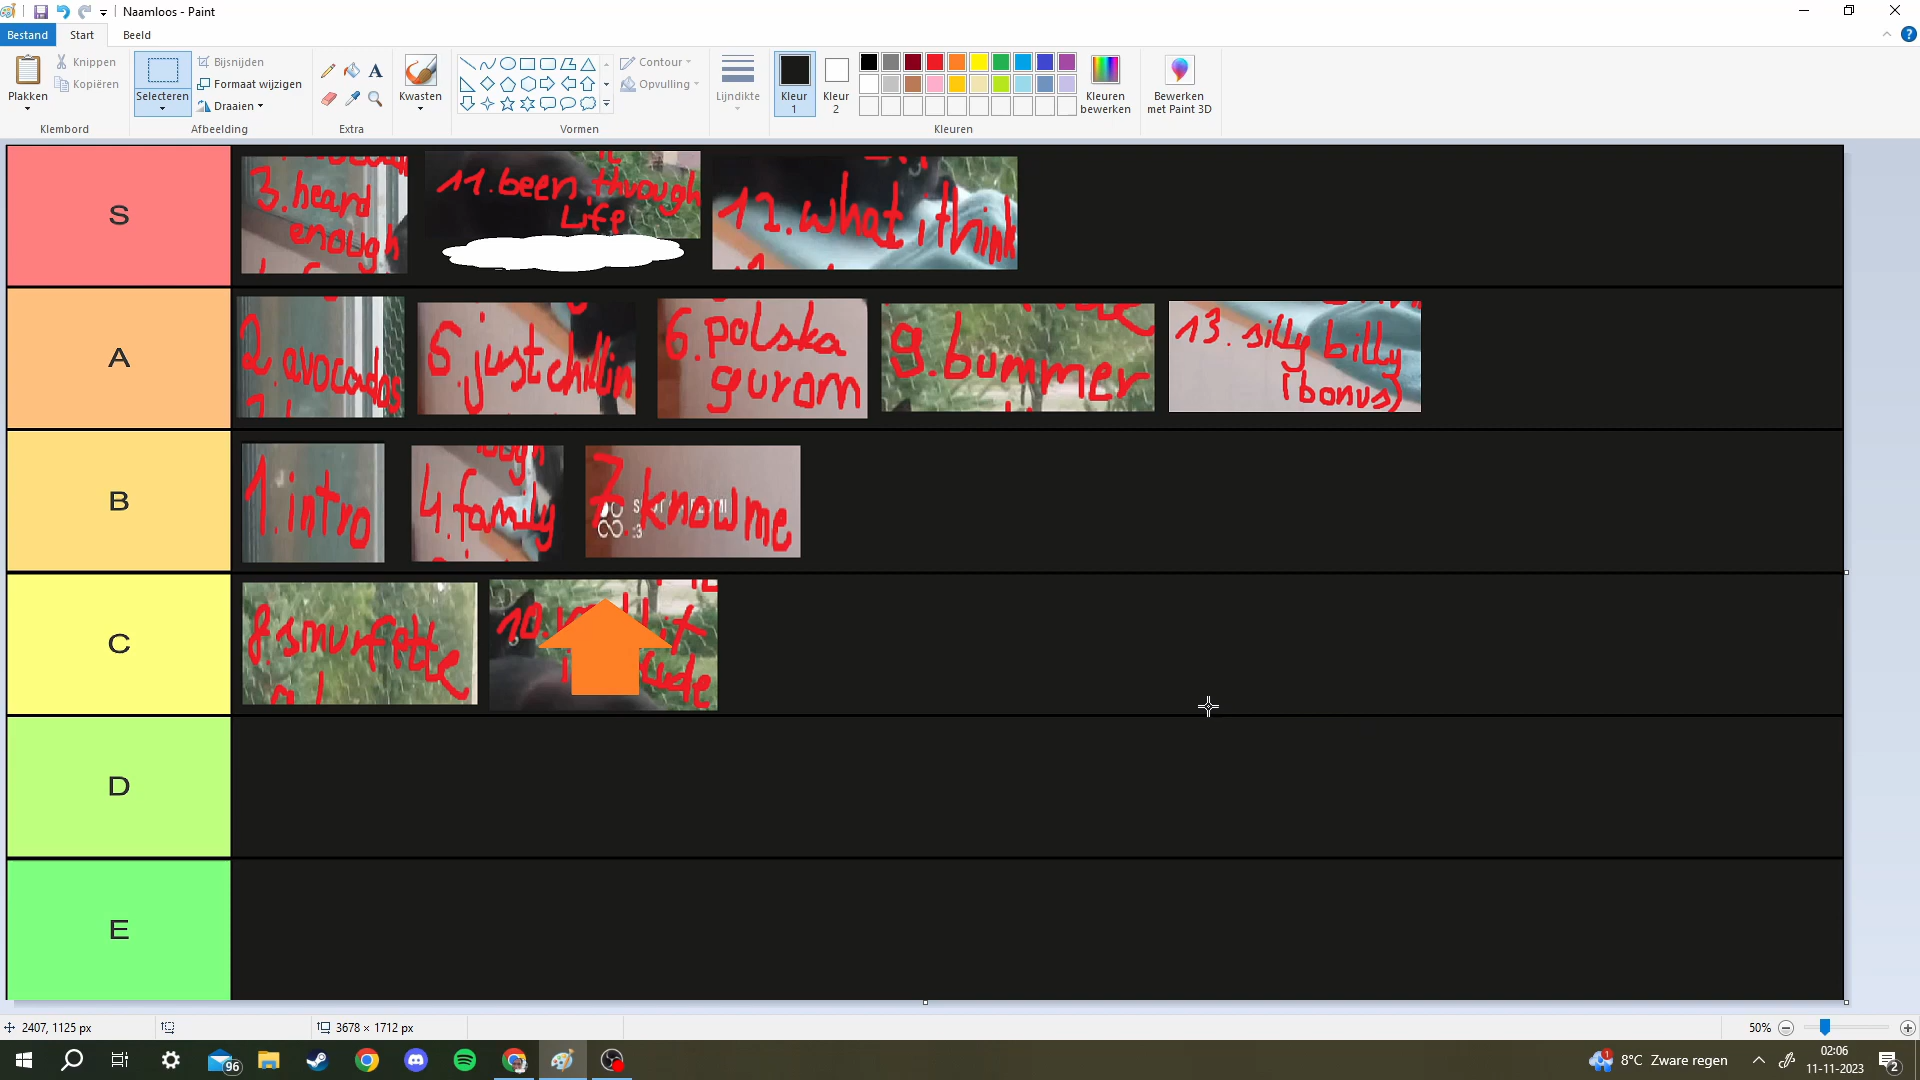 Naamloos - Paint
Bestand Start Beeld
Plakken
Knippen
Kopiëren
Klembord
Selecteren
Bijsnijden
Formaat wijzigen
Draaien
Afbeelding
Extra
Kwasten
Vormen
Contour
Opvulling
Lijndikte
Kleur
1
Kleur
2
Kleuren
bewerken
Kleuren
Bewerken
met Paint 3D
S
3. heard
enough
11. been through
Life
12. what i think
A
2. avocados
5. just chillin
6. polska
gurom
9. bummer
13. silly billy
(bonus)
B
1. intro
4. family
7. know me
C
8. smurfette
10.
D
E
2407, 1125 px
3678 × 1712 px
50%
96
1
8°C Zware regen
02:06
11-11-2023
2